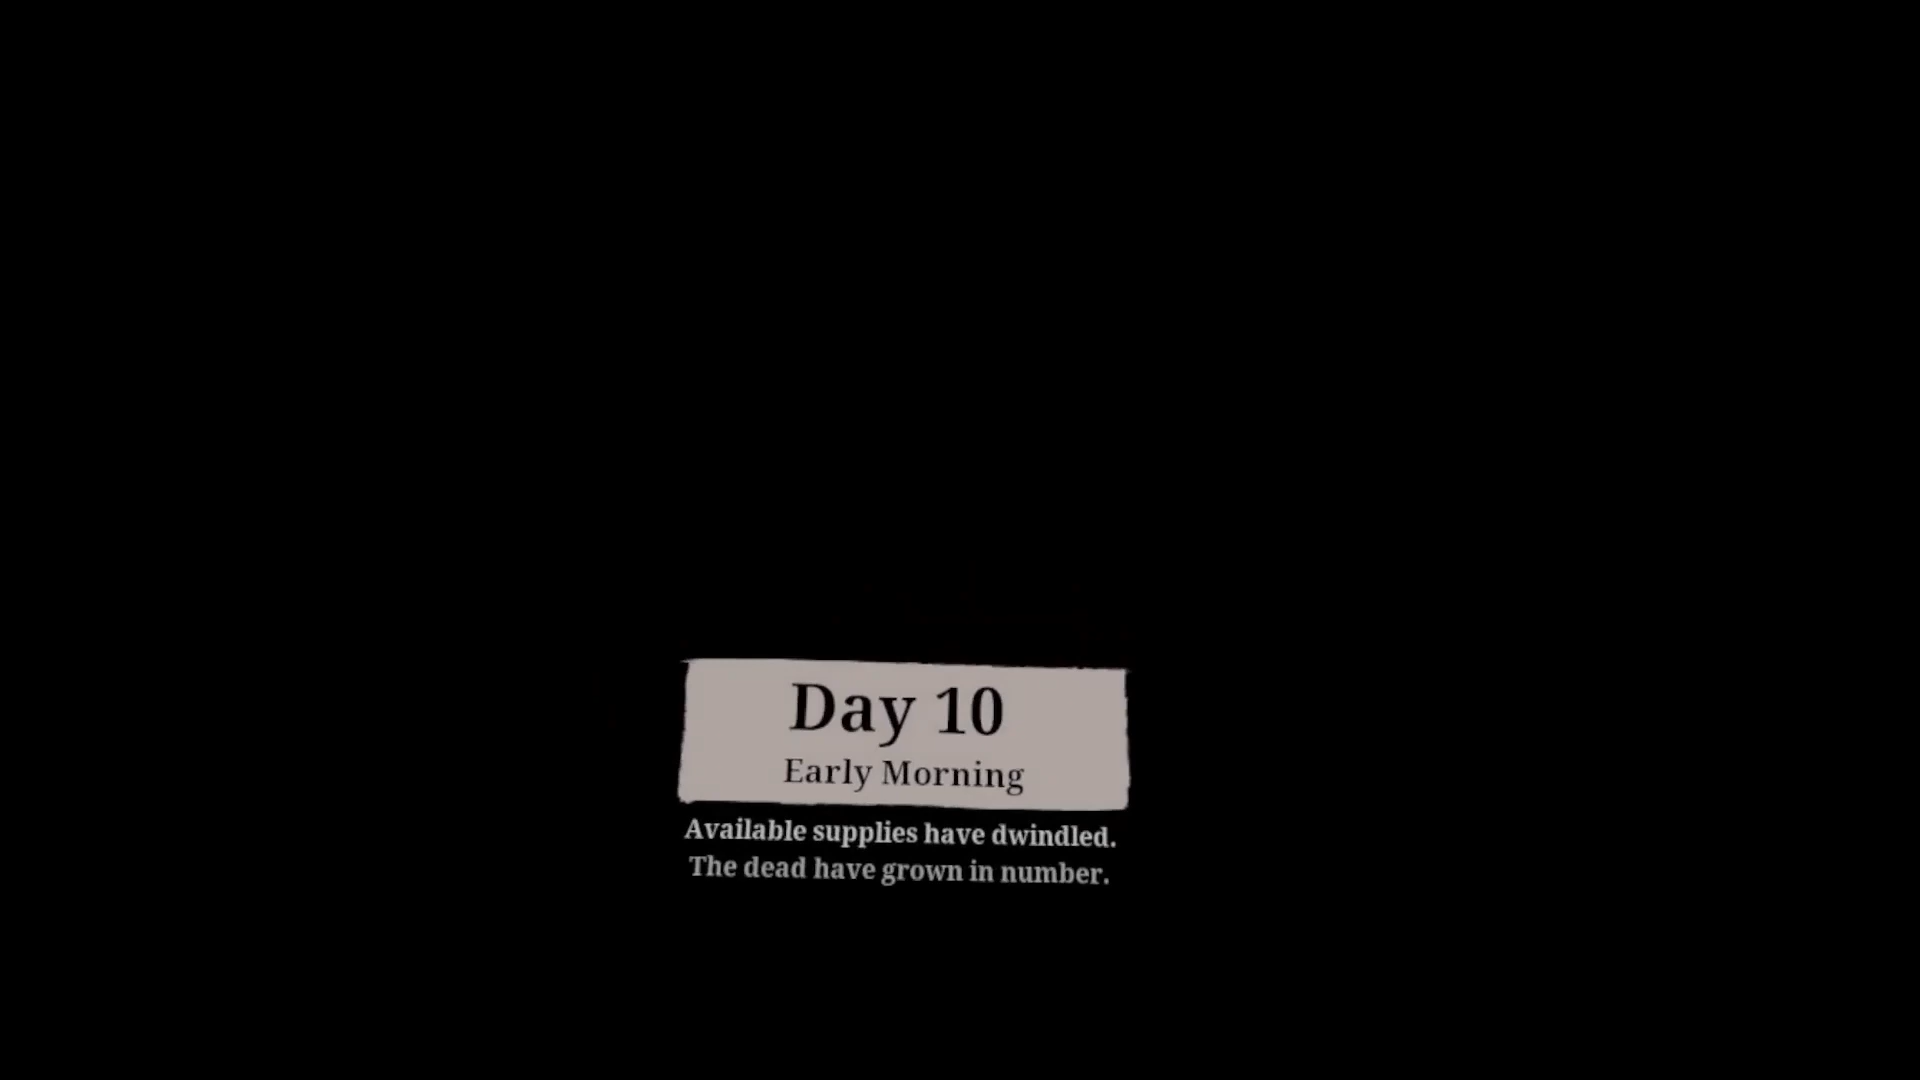 Day 10
Early Morning
Available supplies have dwindled.
The dead have grown in number.